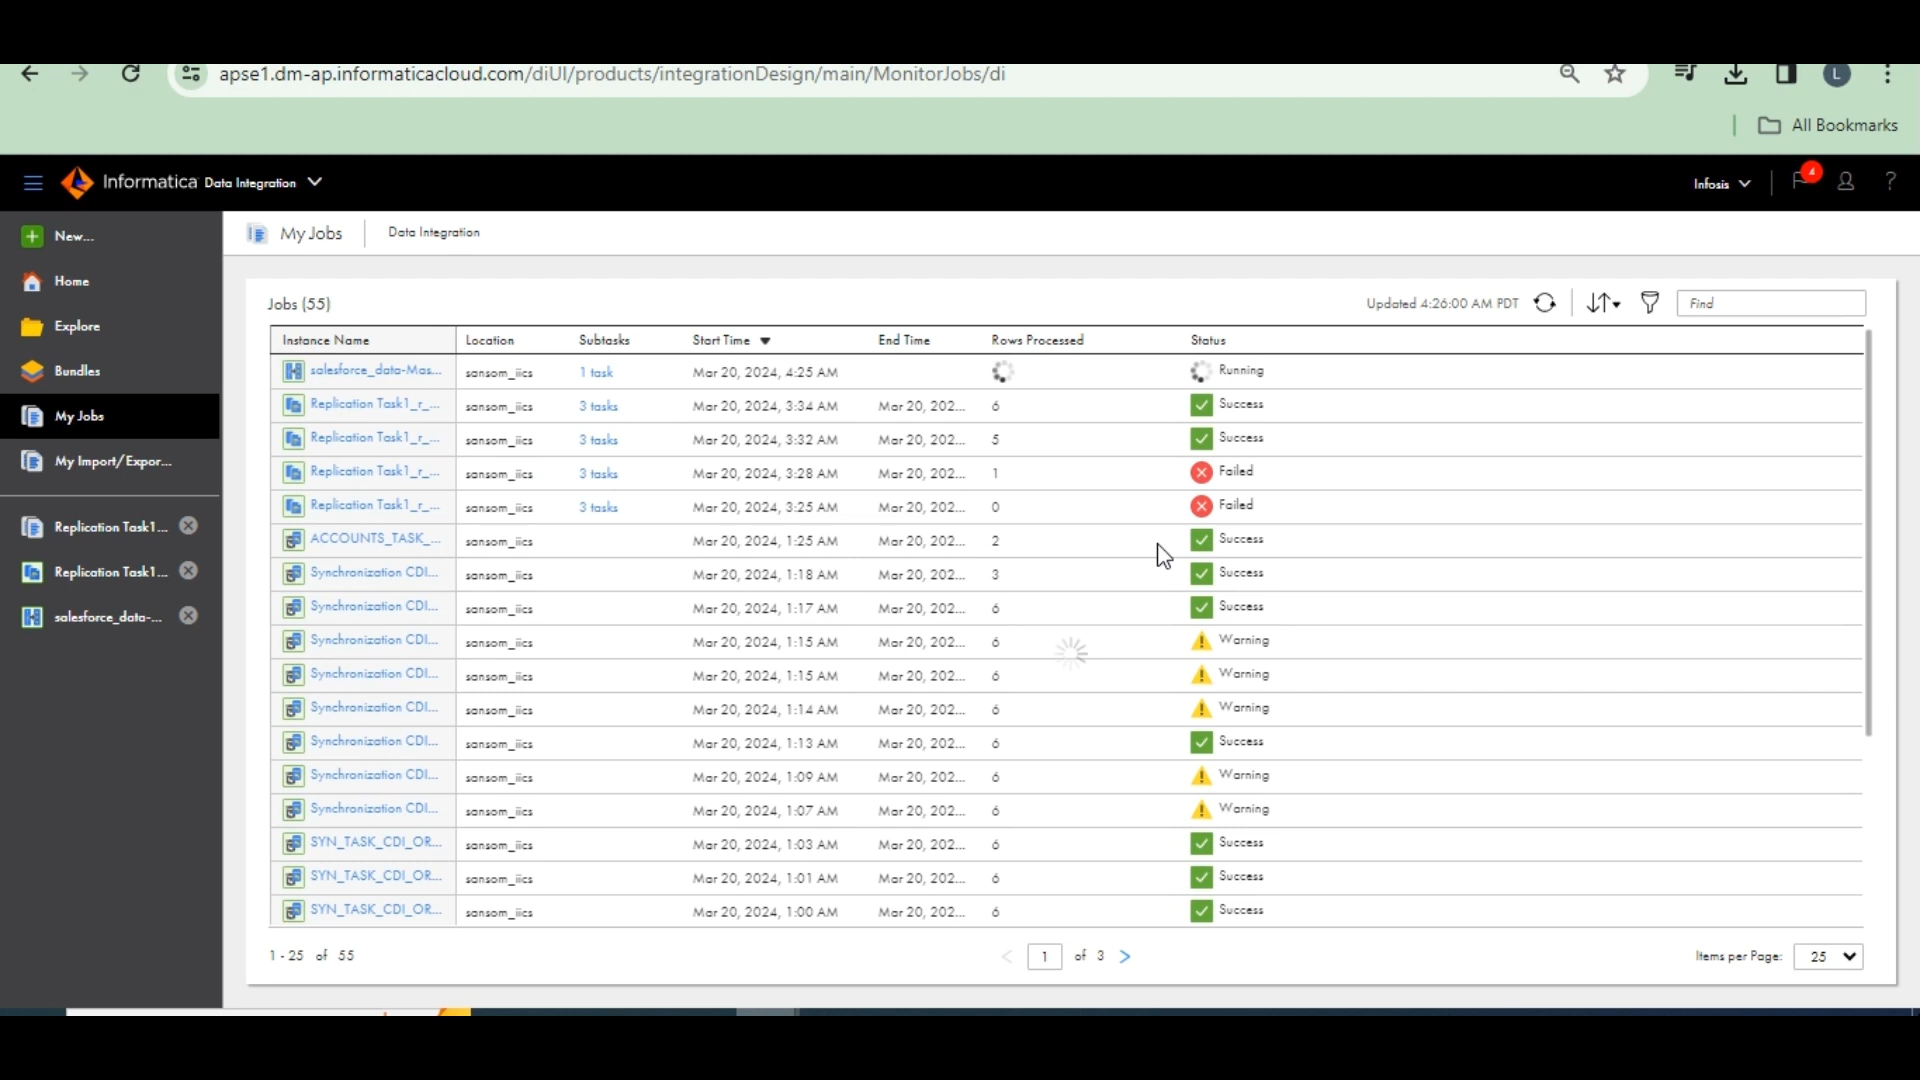 apse1.dm-ap.informaticacloud.com/diUI/products/integrationDesign/main/MonitorJobs/di
L
All Bookmarks
Informatica Data Integration
Infosis
4
?
New...
Home
Explore
Bundles
My Jobs
My Import/Expor...
Replication Task1...
Replication Task1...
salesforce_data-...
My Jobs Data Integration
Jobs (55)
Updated 4:26:00 AM PDT
Find
Instance Name Location Subtasks Start Time End Time Rows Processed Status
salesforce_data-Mas... sansom_iics 1 task Mar 20, 2024, 4:25 AM Running
Replication Task1_r_... sansom_iics 3 tasks Mar 20, 2024, 3:34 AM Mar 20, 202... 6 Success
Replication Task1_r_... sansom_iics 3 tasks Mar 20, 2024, 3:32 AM Mar 20, 202... 5 Success
Replication Task1_r_... sansom_iics 3 tasks Mar 20, 2024, 3:28 AM Mar 20, 202... 1 Failed
Replication Task1_r_... sansom_iics 3 tasks Mar 20, 2024, 3:25 AM Mar 20, 202... 0 Failed
ACCOUNTS_TASK_... sansom_iics Mar 20, 2024, 1:25 AM Mar 20, 202... 2 Success
Synchronization CDI... sansom_iics Mar 20, 2024, 1:18 AM Mar 20, 202... 3 Success
Synchronization CDI... sansom_iics Mar 20, 2024, 1:17 AM Mar 20, 202... 6 Success
Synchronization CDI... sansom_iics Mar 20, 2024, 1:15 AM Mar 20, 202... 6 Warning
Synchronization CDI... sansom_iics Mar 20, 2024, 1:15 AM Mar 20, 202... 6 Warning
Synchronization CDI... sansom_iics Mar 20, 2024, 1:14 AM Mar 20, 202... 6 Warning
Synchronization CDI... sansom_iics Mar 20, 2024, 1:13 AM Mar 20, 202... 6 Success
Synchronization CDI... sansom_iics Mar 20, 2024, 1:09 AM Mar 20, 202... 6 Warning
Synchronization CDI... sansom_iics Mar 20, 2024, 1:07 AM Mar 20, 202... 6 Warning
SYN_TASK_CDI_OR... sansom_iics Mar 20, 2024, 1:03 AM Mar 20, 202... 6 Success
SYN_TASK_CDI_OR... sansom_iics Mar 20, 2024, 1:01 AM Mar 20, 202... 6 Success
SYN_TASK_CDI_OR... sansom_iics Mar 20, 2024, 1:00 AM Mar 20, 202... 6 Success
1 - 25 of 55
1 of 3
Items per Page: 25